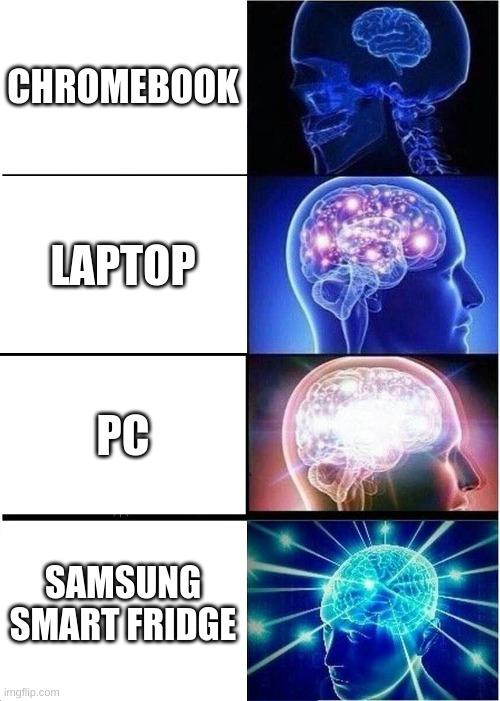 CHROMEBOOK
LAPTOP
PC
SAMSUNG
SMART FRIDGE
imgflip.com